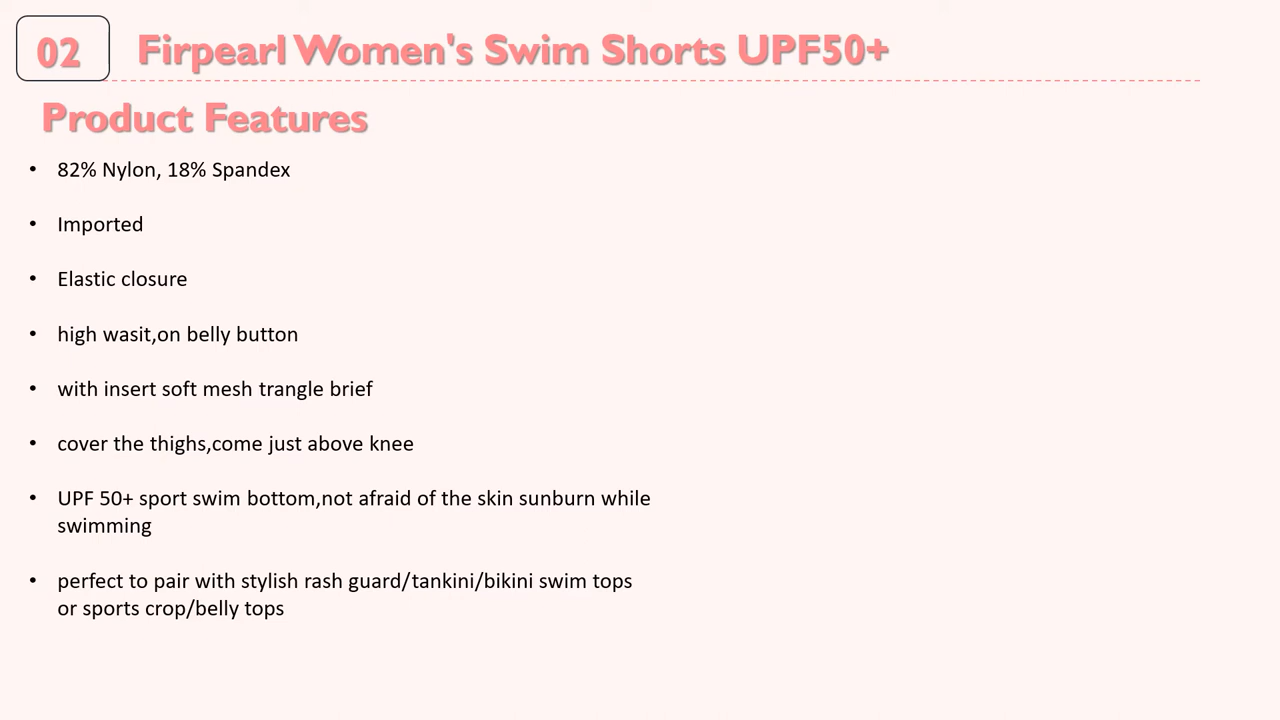 02
Firpearl Women's Swim Shorts UPF50+
Product Features
• 82% Nylon, 18% Spandex
• Imported
• Elastic closure
• high wasit,on belly button
• with insert soft mesh trangle brief
• cover the thighs,come just above knee
• UPF 50+ sport swim bottom,not afraid of the skin sunburn while
swimming
• perfect to pair with stylish rash guard/tankini/bikini swim tops
or sports crop/belly tops